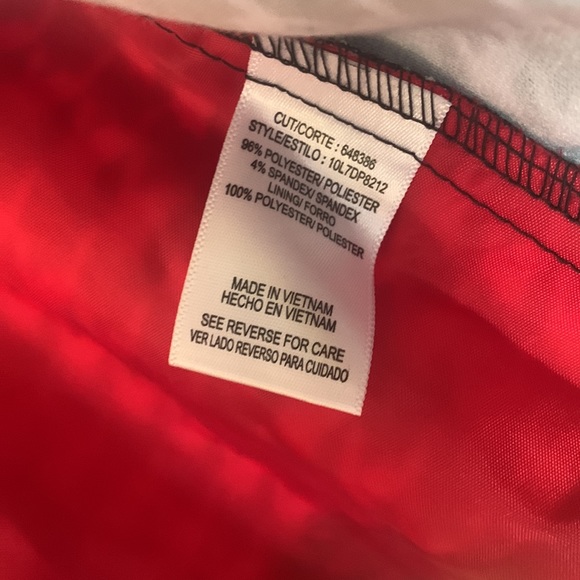 CUT/CORTE : 648386
STYLE/ESTILO : 10L7DP8212
96% POLYESTER/ POLIESTER
4% SPANDEX/ SPANDEX
LINING/ FORRO
100% POLYESTER/ POLIESTER
MADE IN VIETNAM
HECHO EN VIETNAM
SEE REVERSE FOR CARE
VER LADO REVERSO PARA CUIDADO